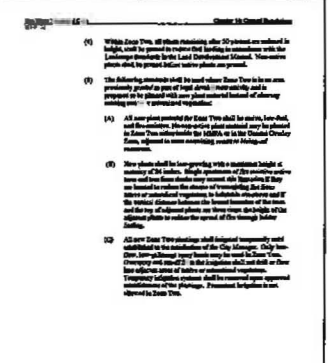 Chapter 14: General Regulations
(4) Within Zone Two, all plants remaining after 50 percent are reduced in
height, shall be pruned to reduce fuel loading in accordance with the
Landscape Standards in the Land Development Manual. Non-native
plants shall be pruned before native plants are pruned.
(5) The following standards shall be used where Zone Two is in an area
previously graded as part of legal development activity and is
proposed to be planted with new plant material instead of clearing
existing native or naturalized vegetation:
(A) All new plant material for Zone Two shall be native, low-fuel,
and fire-resistive. No non-native plant material may be planted
in Zone Two either inside the MHPA or in the Coastal Overlay
Zone, adjacent to areas containing sensitive biological
resources.
(B) New plants shall be low-growing with a maximum height at
maturity of 24 inches. Single specimens of fire resistive native
trees and tree form shrubs may exceed this limitation if they
are located to reduce the chance of transmitting fire from
native or naturalized vegetation to habitable structures and if
the vertical distance between the lowest branches of the trees
and the top of adjacent plants are three times the height of the
adjacent plants to reduce the spread of fire through ladder
fueling.
(C) All new Zone Two plantings shall irrigated temporarily until
established to the satisfaction of the City Manager. Only low-
flow, low-gallonage spray heads may be used in Zone Two.
Overspray and runoff from the irrigation shall not drift or flow
into adjacent areas of native or naturalized vegetation.
Temporary irrigation systems shall be removed upon approved
establishment of the plantings. Permanent irrigation is not
allowed in Zone Two.